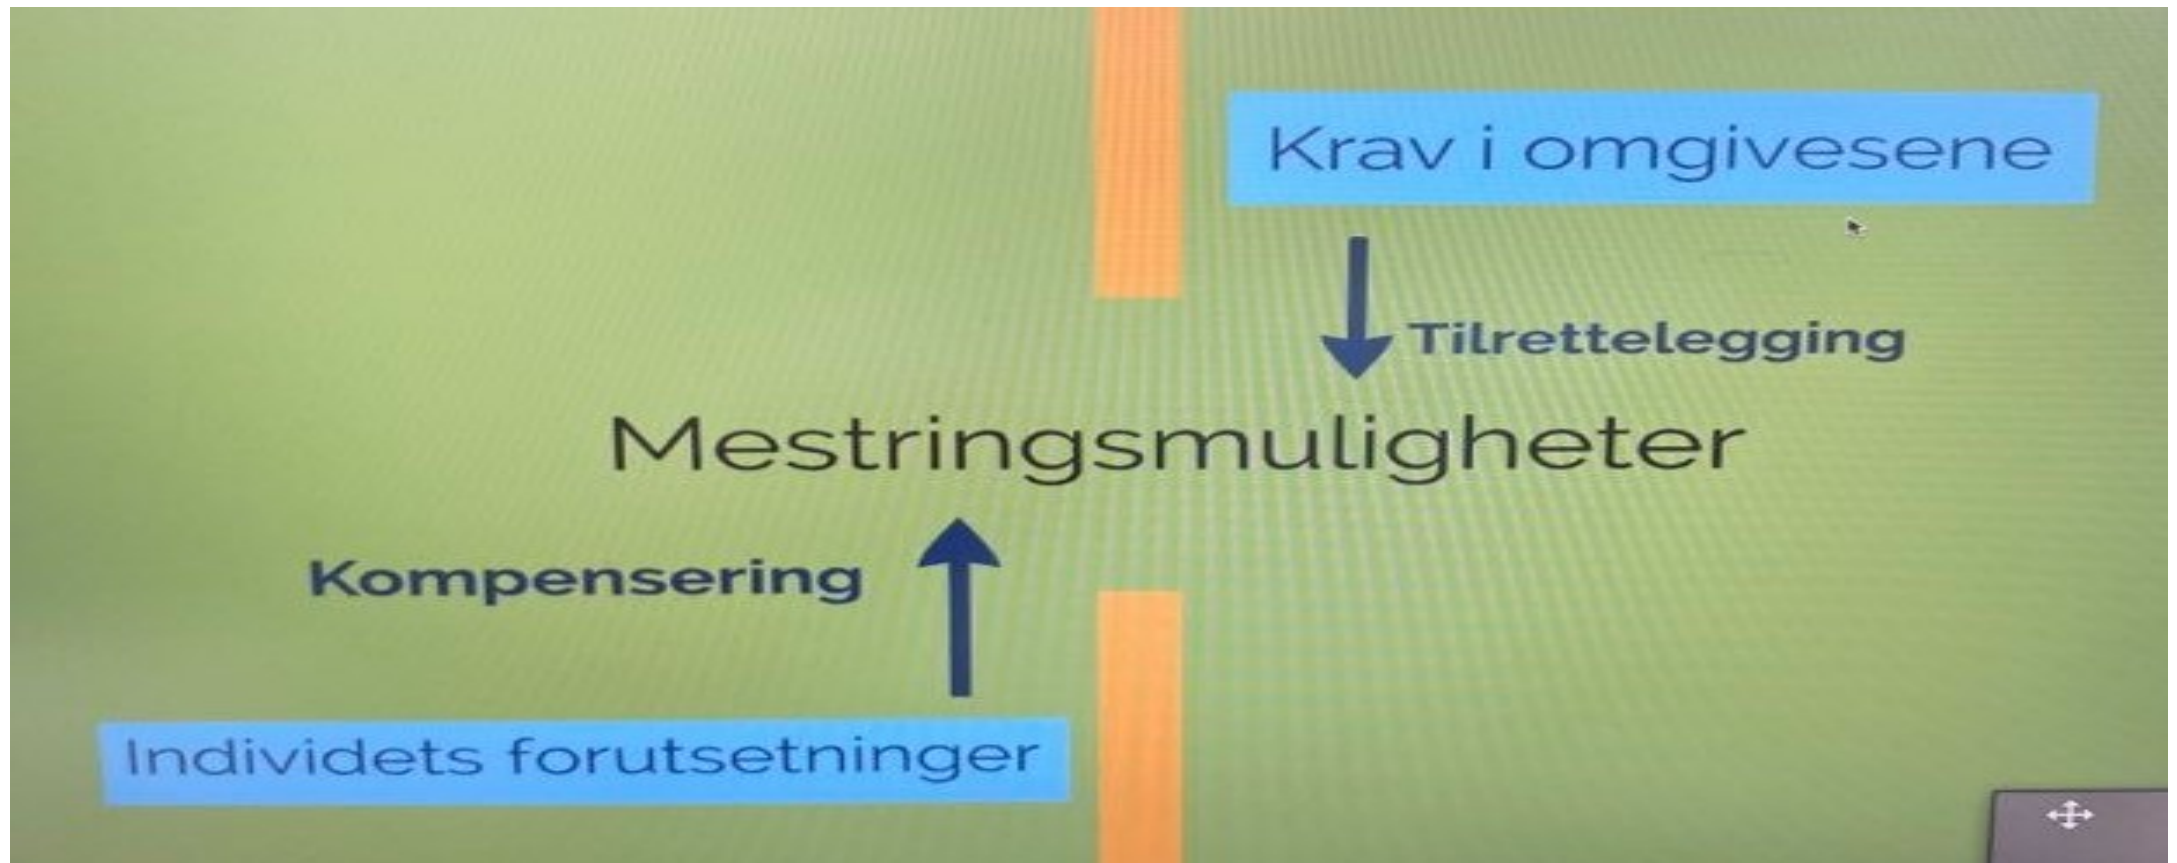 Krav i omgivesene
Tilrettelegging
Mestringsmuligheter
Kompensering
Individets forutsetninger